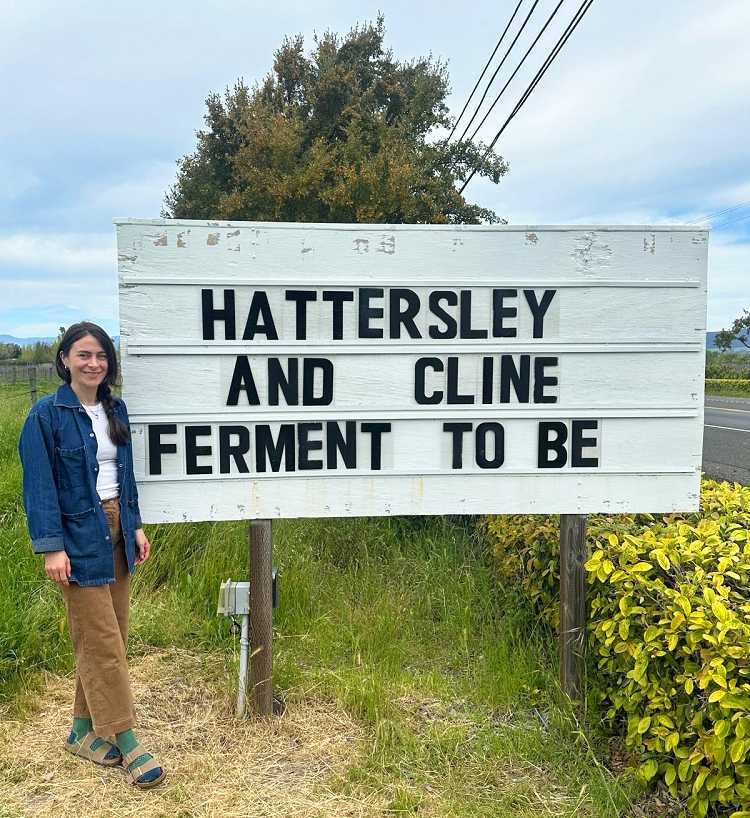 HATTERSLEY
AND CLINE
FERMENT TO BE